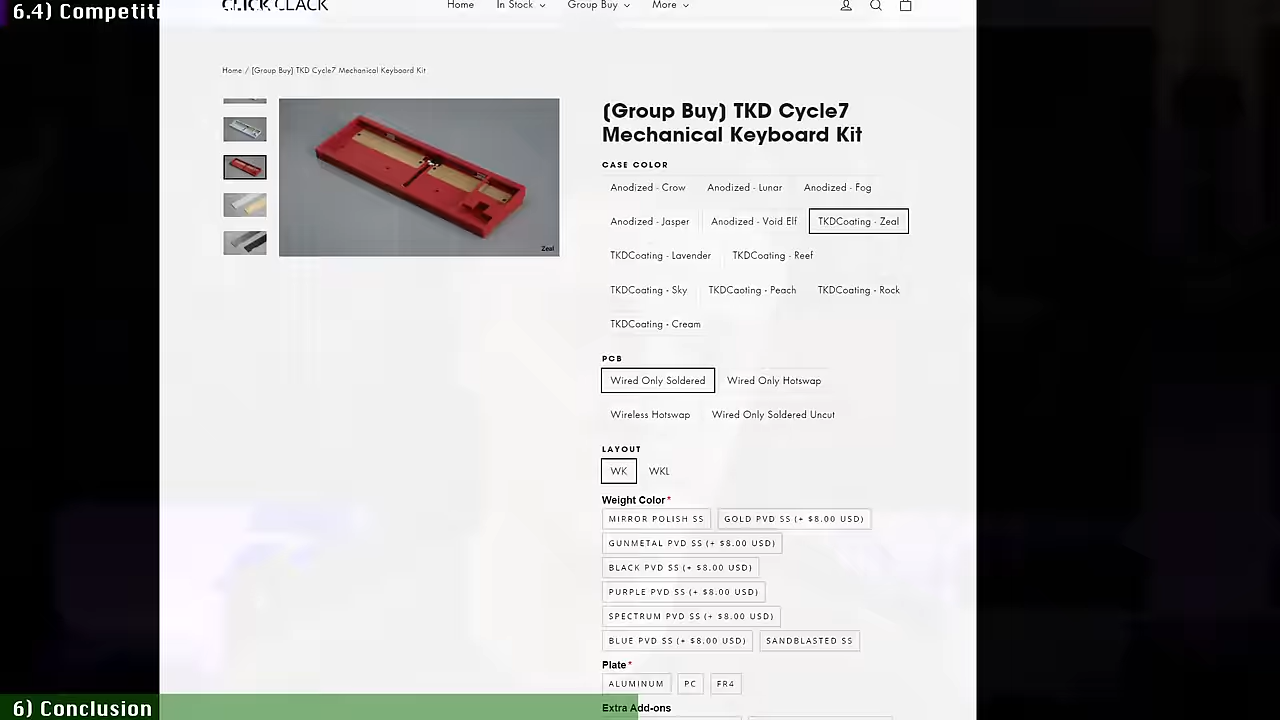 6.4) Competiti
CLICKCLACK
Home In Stock Group Buy More
Home / [Group Buy] TKD Cycle7 Mechanical Keyboard Kit
Zeal
[Group Buy] TKD Cycle7
Mechanical Keyboard Kit
CASE COLOR
Anodized - Crow Anodized - Lunar Anodized - Fog
Anodized - Jasper Anodized - Void Elf TKDCoating - Zeal
TKDCoating - Lavender TKDCoating - Reef
TKDCoating - Sky TKDCaoting - Peach TKDCoating - Rock
TKDCoating - Cream
PCB
Wired Only Soldered Wired Only Hotswap
Wireless Hotswap Wired Only Soldered Uncut
LAYOUT
WK WKL
Weight Color *
MIRROR POLISH SS GOLD PVD SS (+ $8.00 USD)
GUNMETAL PVD SS (+ $8.00 USD)
BLACK PVD SS (+ $8.00 USD)
PURPLE PVD SS (+ $8.00 USD)
SPECTRUM PVD SS (+ $8.00 USD)
BLUE PVD SS (+ $8.00 USD) SANDBLASTED SS
Plate *
ALUMINUM PC FR4
Extra Add-ons
6) Conclusion